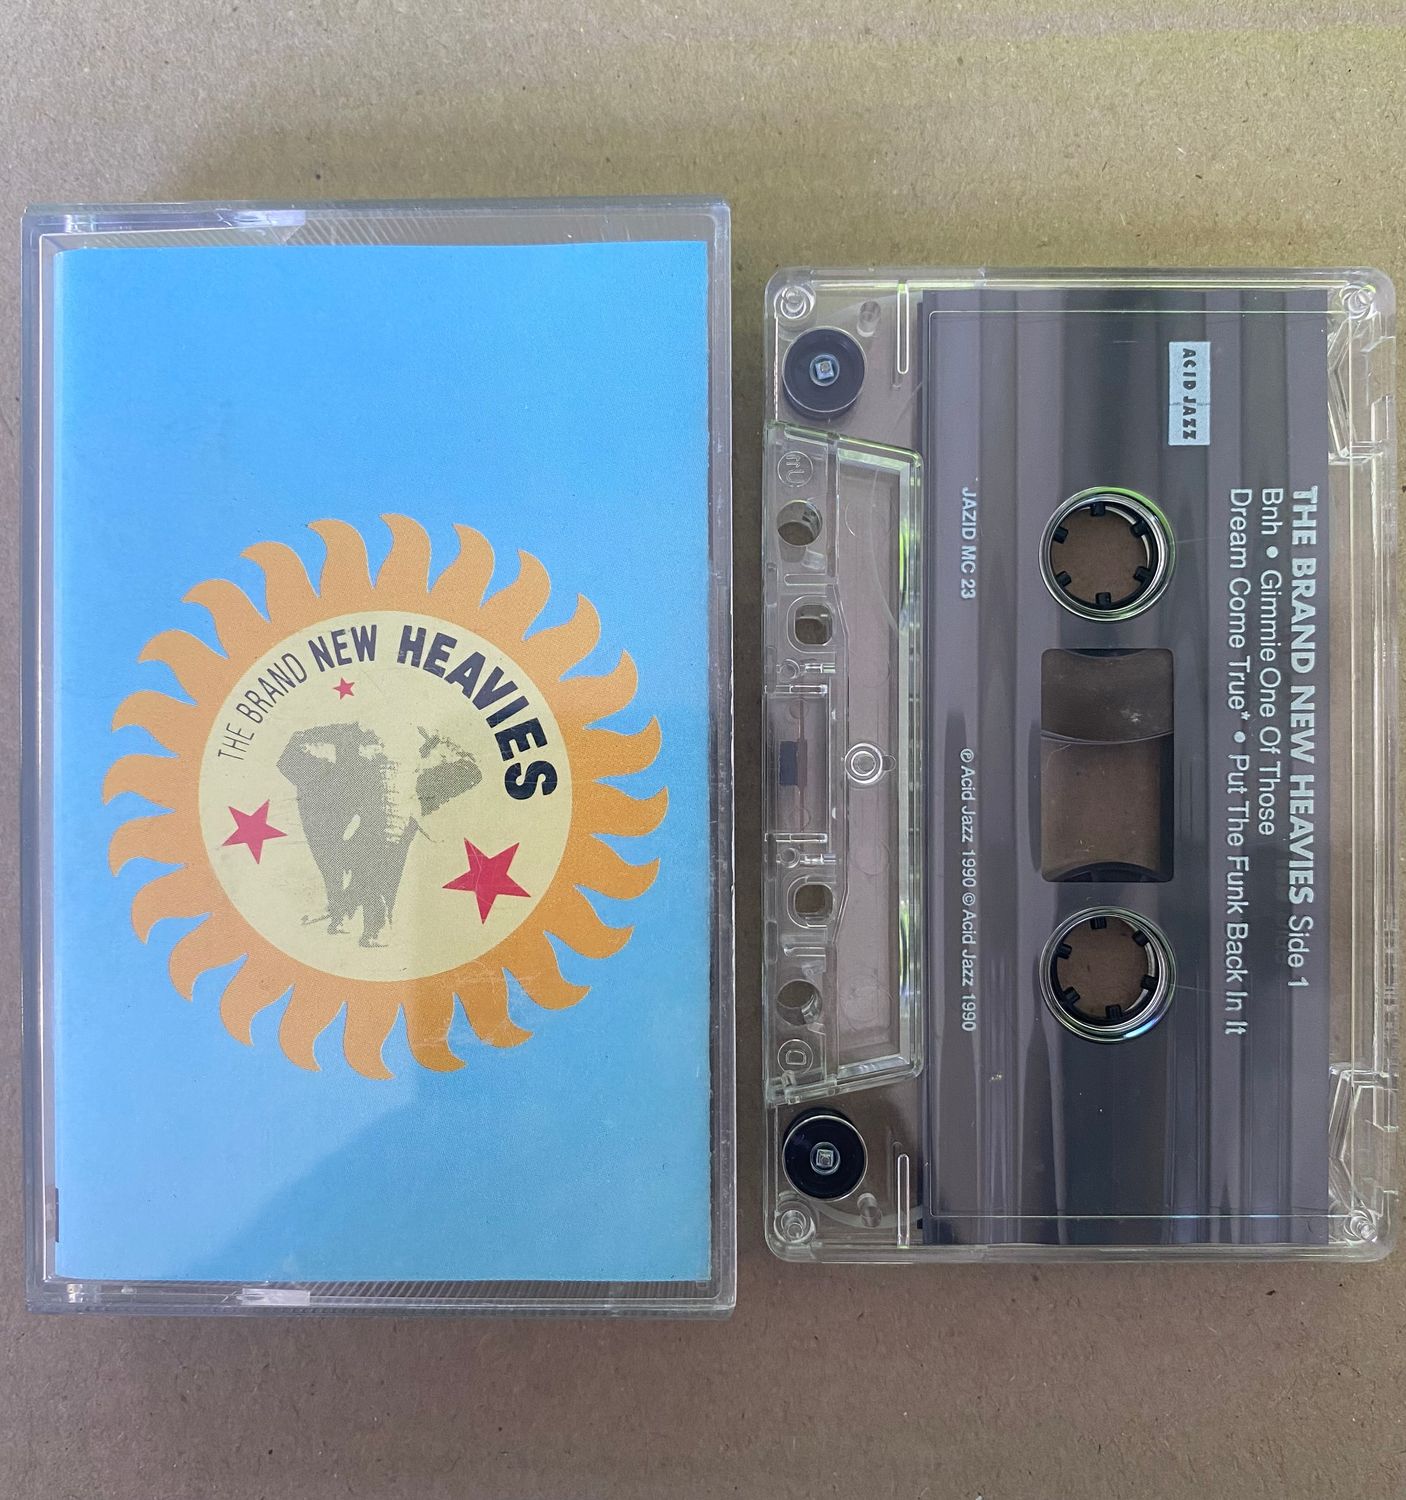 THE BRAND NEW HEAVIES
ACID JAZZ
THE BRAND NEW HEAVIES Side 1
Bnh • Gimmie One Of Those
Dream Come True* • Put The Funk Back In It
JAZID MC 23
℗ Acid Jazz 1990 © Acid Jazz 1990